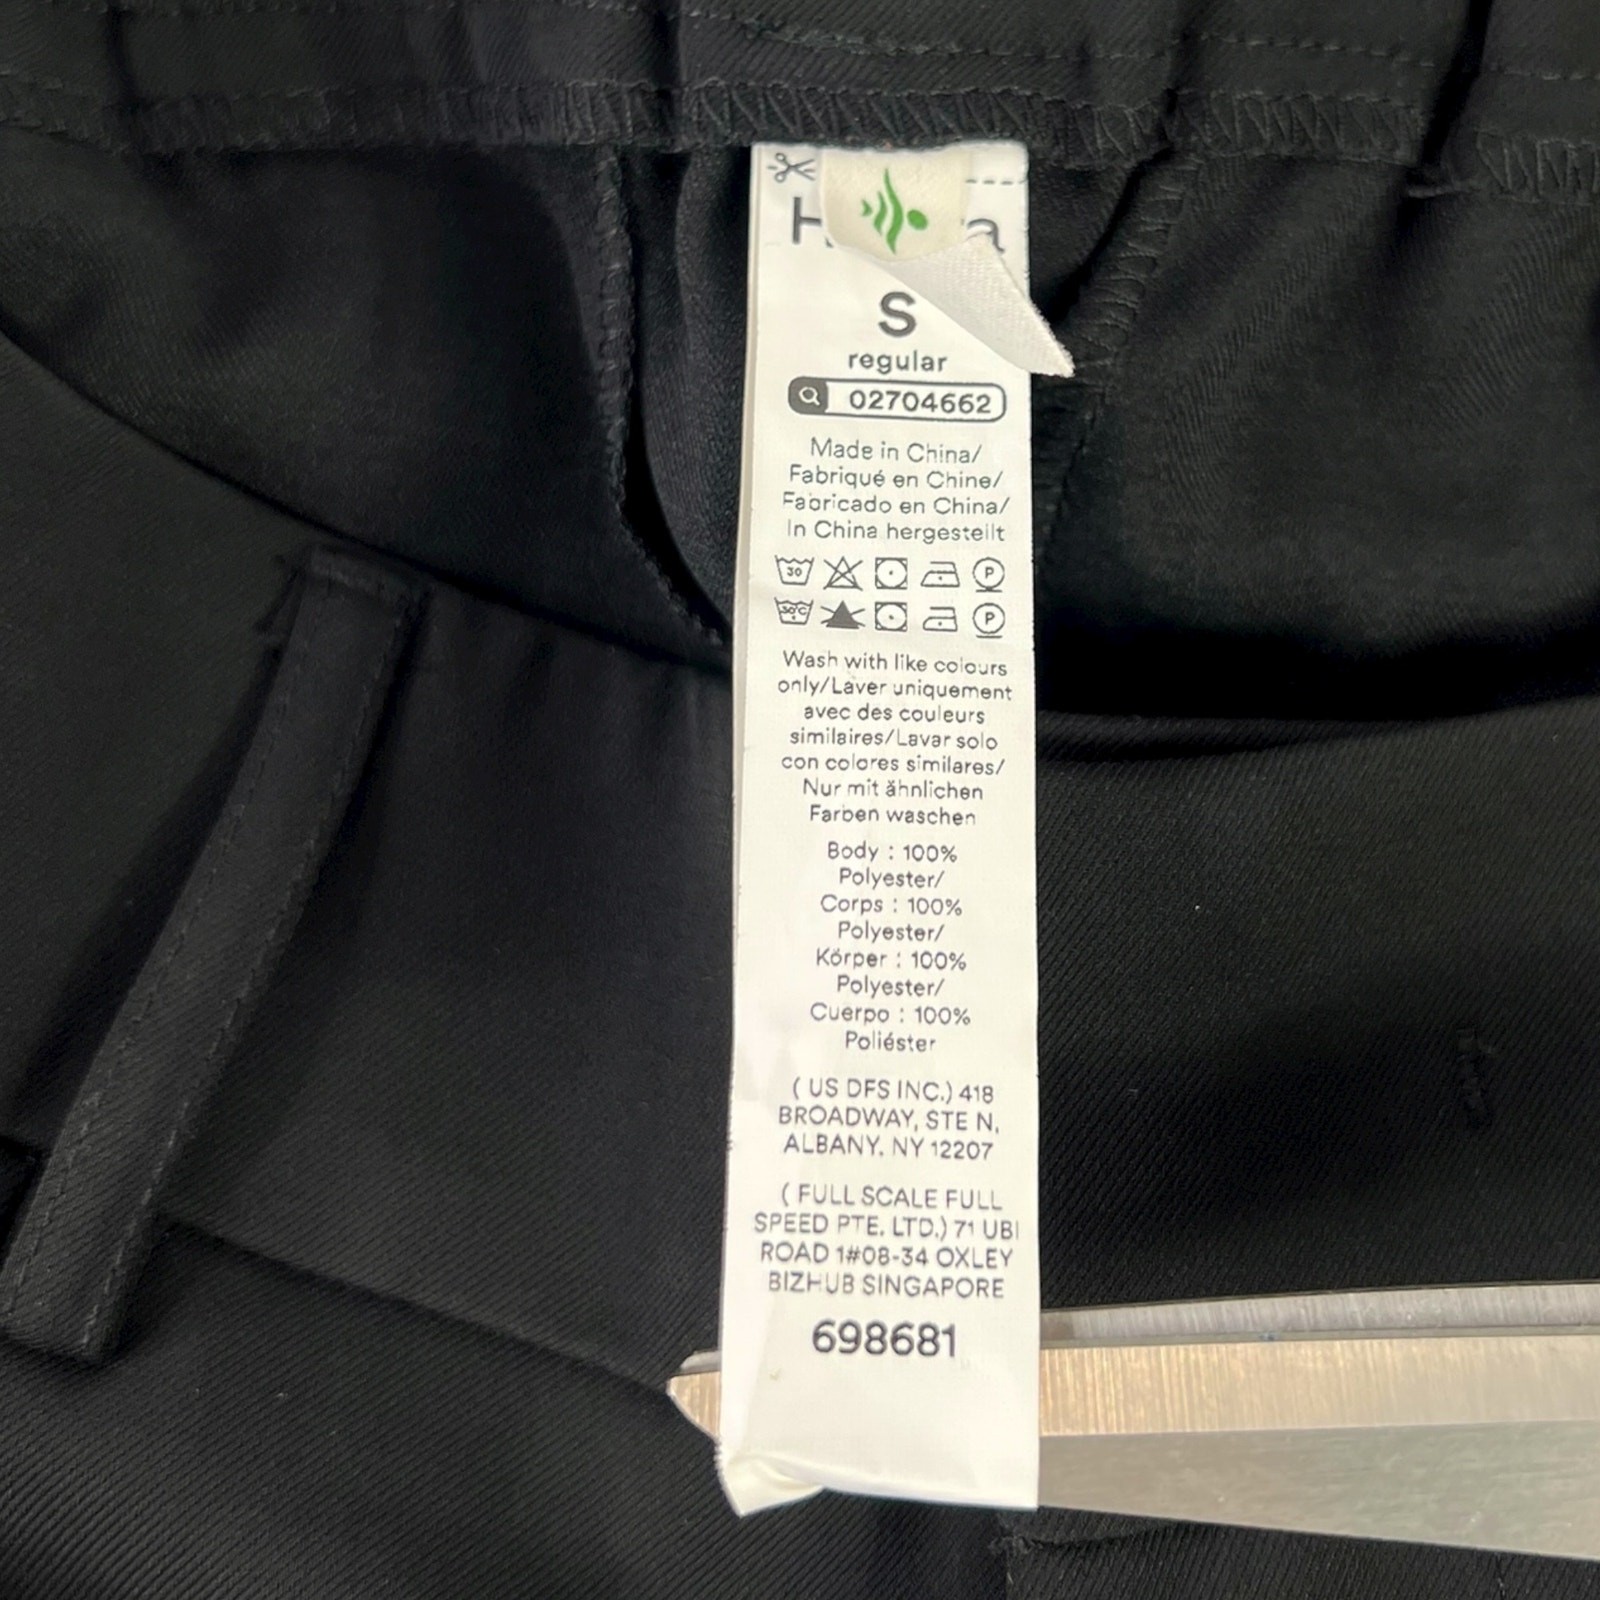 S
regular
02704662
Made in China/
Fabriqué en Chine/
Fabricado en China/
In China hergestellt
30
30°C
P
P
Wash with like colours
only/Laver uniquement
avec des couleurs
similaires/Lavar solo
con colores similares/
Nur mit ähnlichen
Farben waschen
Body : 100%
Polyester/
Corps : 100%
Polyester/
Körper : 100%
Polyester/
Cuerpo : 100%
Poliéster
( US DFS INC.) 418
BROADWAY, STE N,
ALBANY. NY 12207
( FULL SCALE FULL
SPEED PTE. LTD.) 71 UBI
ROAD 1#08-34 OXLEY
BIZHUB SINGAPORE
698681